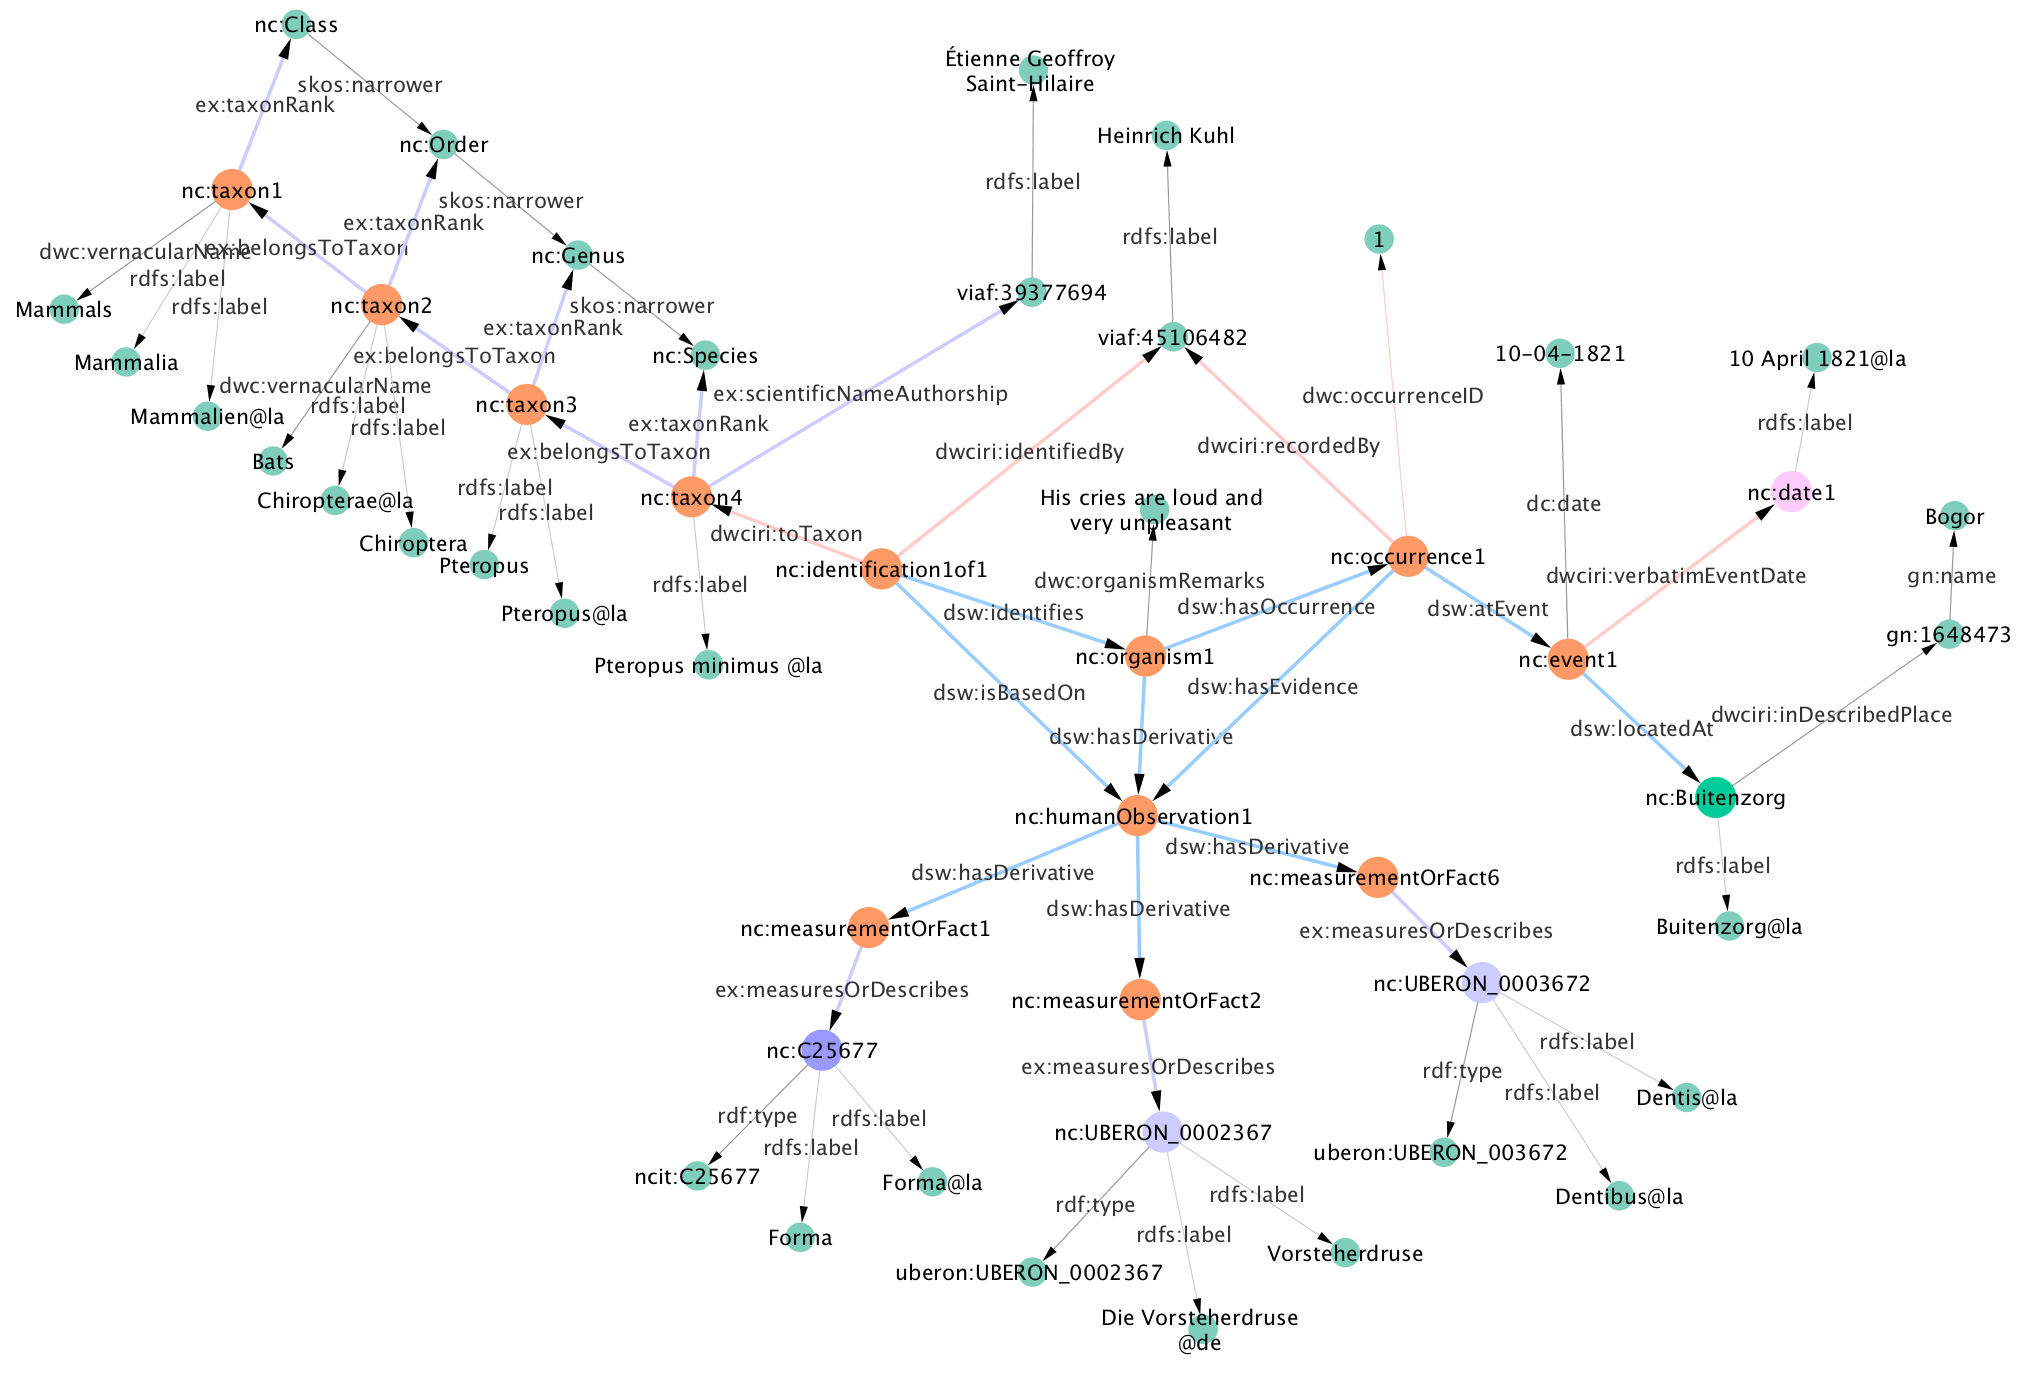 nc:Class
skos:narrower
ex:taxonRank
nc:Order
nc:taxon1
skos:narrower
ex:taxonRank
dwc:vernacularName
ex:belongsToTaxon
rdfs:label
rdfs:label
nc:Genus
Mammals
nc:taxon2
skos:narrower
ex:taxonRank
Mammalia
ex:belongsToTaxon
nc:Species
dwc:vernacularName
Mammalien@la
rdfs:label
rdfs:label
nc:taxon3
ex:taxonRank
ex:belongsToTaxon
Bats
Chiropterae@la
rdfs:label
rdfs:label
nc:taxon4
Chiroptera
Pteropus
Pteropus@la
rdfs:label
Pteropus minimus @la
Étienne Geoffroy
Saint-Hilaire
rdfs:label
viaf:39377694
ex:scientificNameAuthorship
Heinrich Kuhl
rdfs:label
viaf:45106482
1
dwc:occurrenceID
dwciri:identifiedBy
dwciri:recordedBy
10-04-1821
10 April 1821@la
rdfs:label
nc:date1
dc:date
His cries are loud and
very unpleasant
dwciri:toTaxon
nc:identification1of1
dwc:organismRemarks
nc:occurrence1
dwciri:verbatimEventDate
Bogor
gn:name
gn:1648473
dsw:identifies
dsw:hasOccurrence
dsw:atEvent
nc:organism1
nc:event1
dsw:isBasedOn
dsw:hasEvidence
dsw:hasDerivative
dwciri:inDescribedPlace
dsw:locatedAt
nc:Buitenzorg
rdfs:label
Buitenzorg@la
nc:humanObservation1
dsw:hasDerivative
dsw:hasDerivative
dsw:hasDerivative
nc:measurementOrFact6
nc:measurementOrFact1
ex:measuresOrDescribes
nc:measurementOrFact2
ex:measuresOrDescribes
nc:UBERON_0003672
nc:C25677
ex:measuresOrDescribes
rdfs:label
rdf:type
rdfs:label
Dentis@la
rdf:type
rdfs:label
rdfs:label
nc:UBERON_0002367
uberon:UBERON_003672
Dentibus@la
ncit:C25677
Forma@la
Forma
rdf:type
rdfs:label
rdfs:label
Vorsteherdruse
uberon:UBERON_0002367
Die Vorsteherdruse
@de